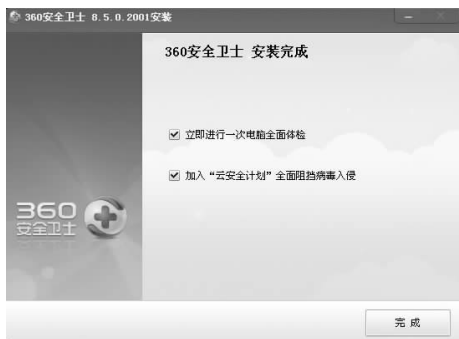 360安全卫士 8.5.0.2001安装
360安全卫士 安装完成
立即进行一次电脑全面体检
加入“云安全计划”全面阻挡病毒入侵
360
安全卫士
完成